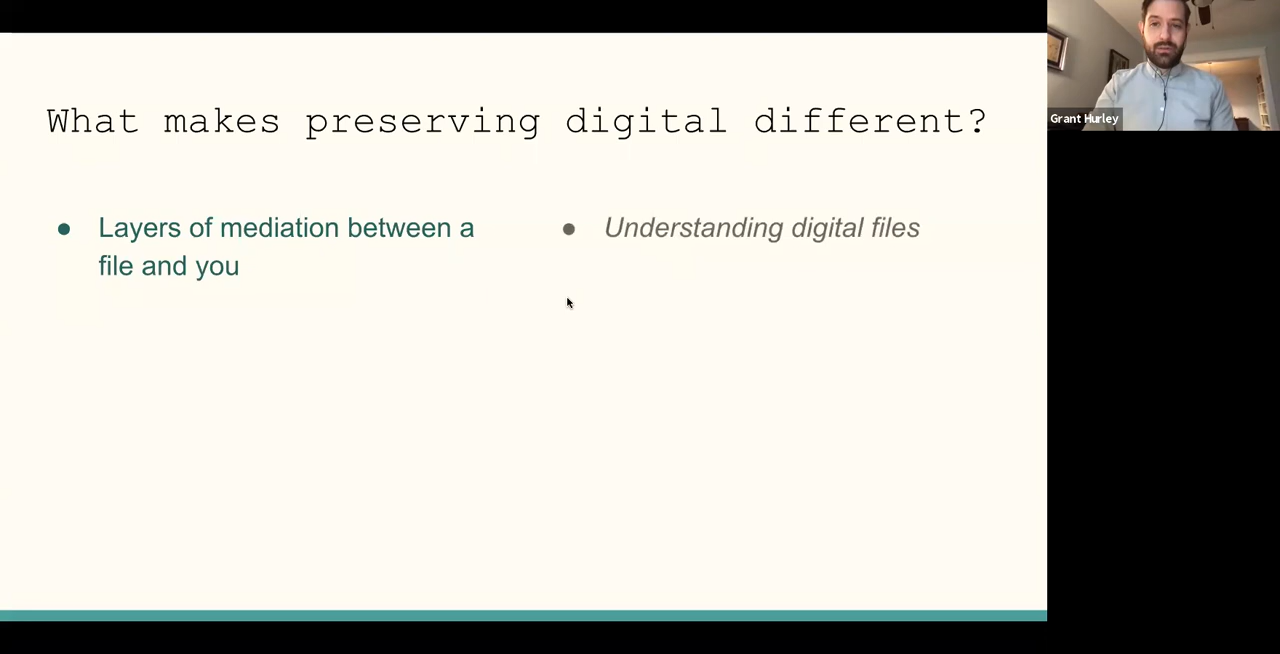 What makes preserving digital different?
● Layers of mediation between a
file and you
● Understanding digital files
Grant Hurley